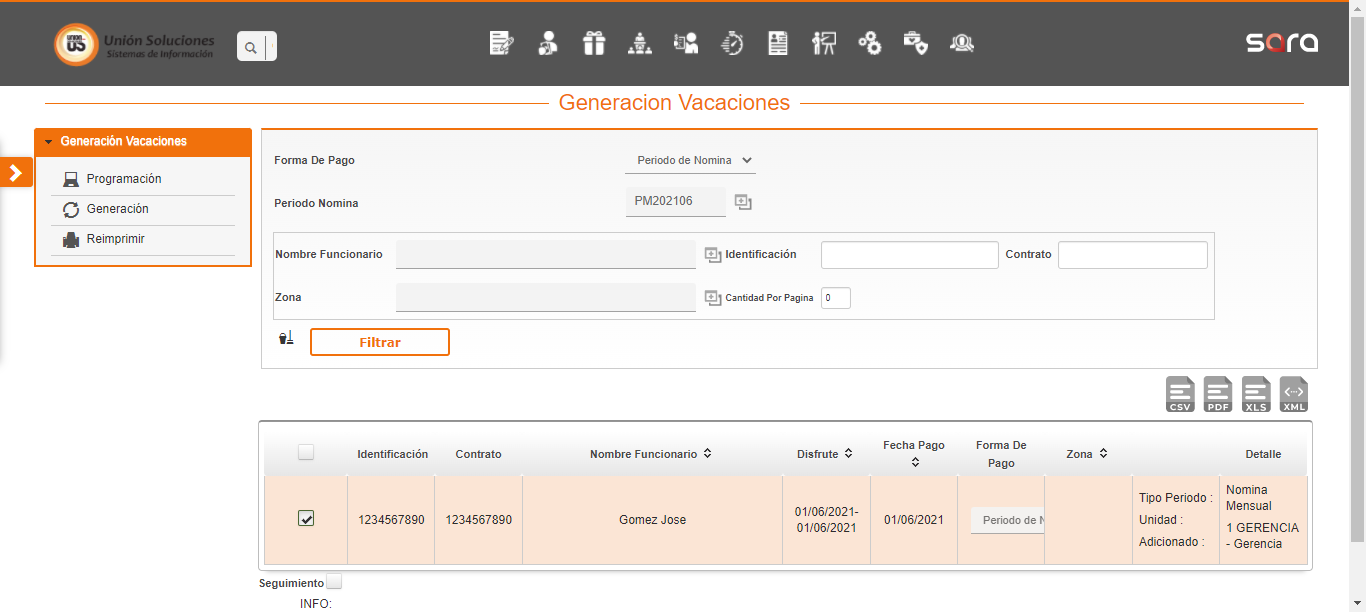 UNION
US
Unión Soluciones
Sistemas de Información
sara
Generacion Vacaciones
Generación Vacaciones
Programación
Generación
Reimprimir
Forma De Pago
Periodo de Nomina
Periodo Nomina
PM202106
Nombre Funcionario
Identificación
Contrato
Zona
Cantidad Por Pagina
0
Filtrar
CSV
PDF
XLS
XML
Identificación
Contrato
Nombre Funcionario
Disfrute
Fecha Pago
Forma De
Pago
Zona
Detalle
1234567890
1234567890
Gomez Jose
01/06/2021-
01/06/2021
01/06/2021
Periodo de N
Tipo Periodo :
Unidad :
Adicionado :
Nomina
Mensual
1 GERENCIA
- Gerencia
Seguimiento
INFO: